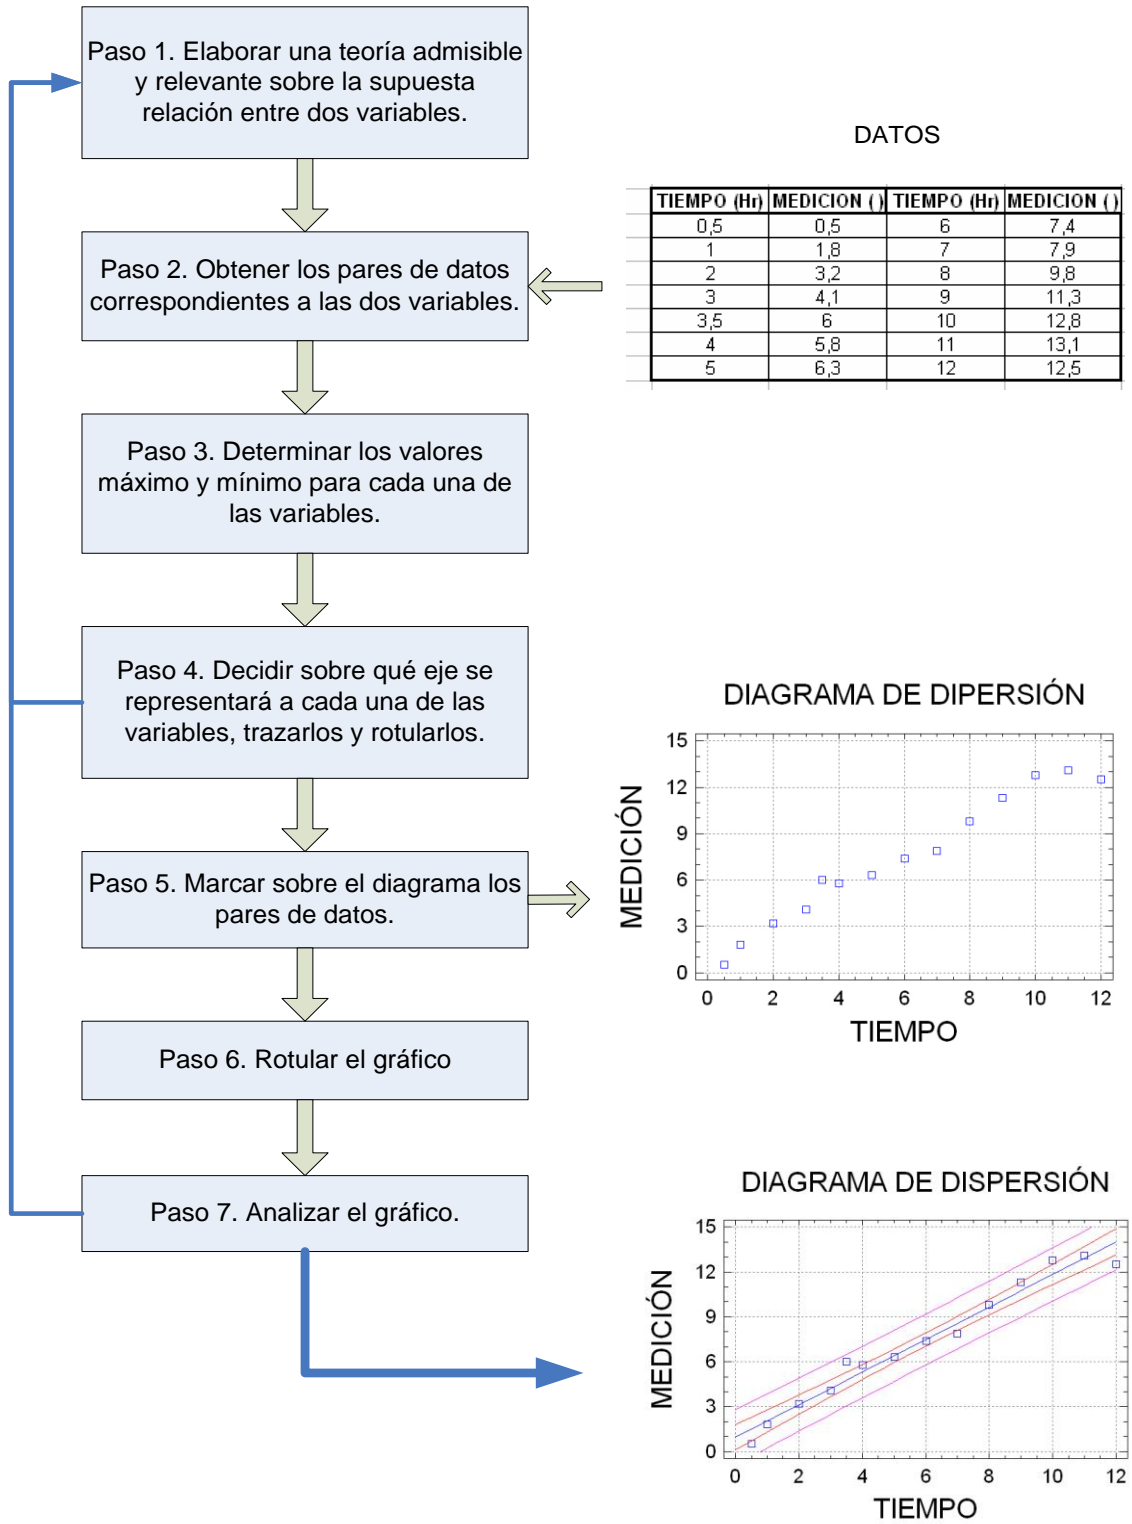 Paso 1. Elaborar una teoría admisible
y relevante sobre la supuesta
relación entre dos variables.
DATOS
TIEMPO (Hr) MEDICION ( ) TIEMPO (Hr) MEDICION ( )
0,5 0,5 6 7,4
1 1,8 7 7,9
2 3,2 8 9,8
3 4,1 9 11,3
3,5 6 10 12,8
4 5,8 11 13,1
5 6,3 12 12,5
Paso 2. Obtener los pares de datos
correspondientes a las dos variables.
Paso 3. Determinar los valores
máximo y mínimo para cada una de
las variables.
Paso 4. Decidir sobre qué eje se
representará a cada una de las
variables, trazarlos y rotularlos.
DIAGRAMA DE DIPERSIÓN
MEDICIÓN
15
12
9
6
3
0
0 2 4 6 8 10 12
TIEMPO
Paso 5. Marcar sobre el diagrama los
pares de datos.
Paso 6. Rotular el gráfico
Paso 7. Analizar el gráfico.
DIAGRAMA DE DISPERSIÓN
MEDICIÓN
15
12
9
6
3
0
0 2 4 6 8 10 12
TIEMPO